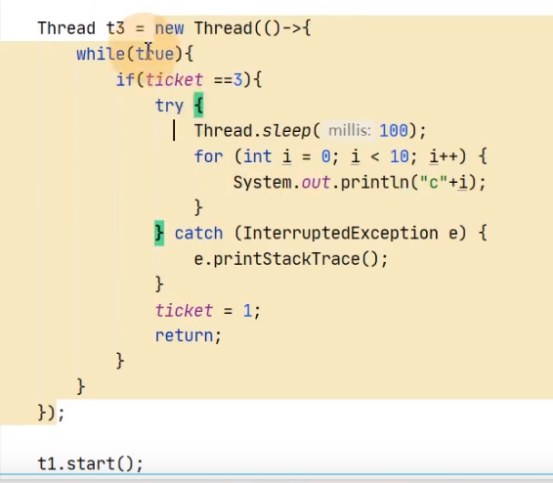 Thread t3 = new Thread(()->{
while(true){
if(ticket ==3){
try {
Thread.sleep( millis: 100);
for (int i = 0; i < 10; i++) {
System.out.println("c"+i);
}
} catch (InterruptedException e) {
e.printStackTrace();
}
ticket = 1;
return;
}
}
});
t1.start();